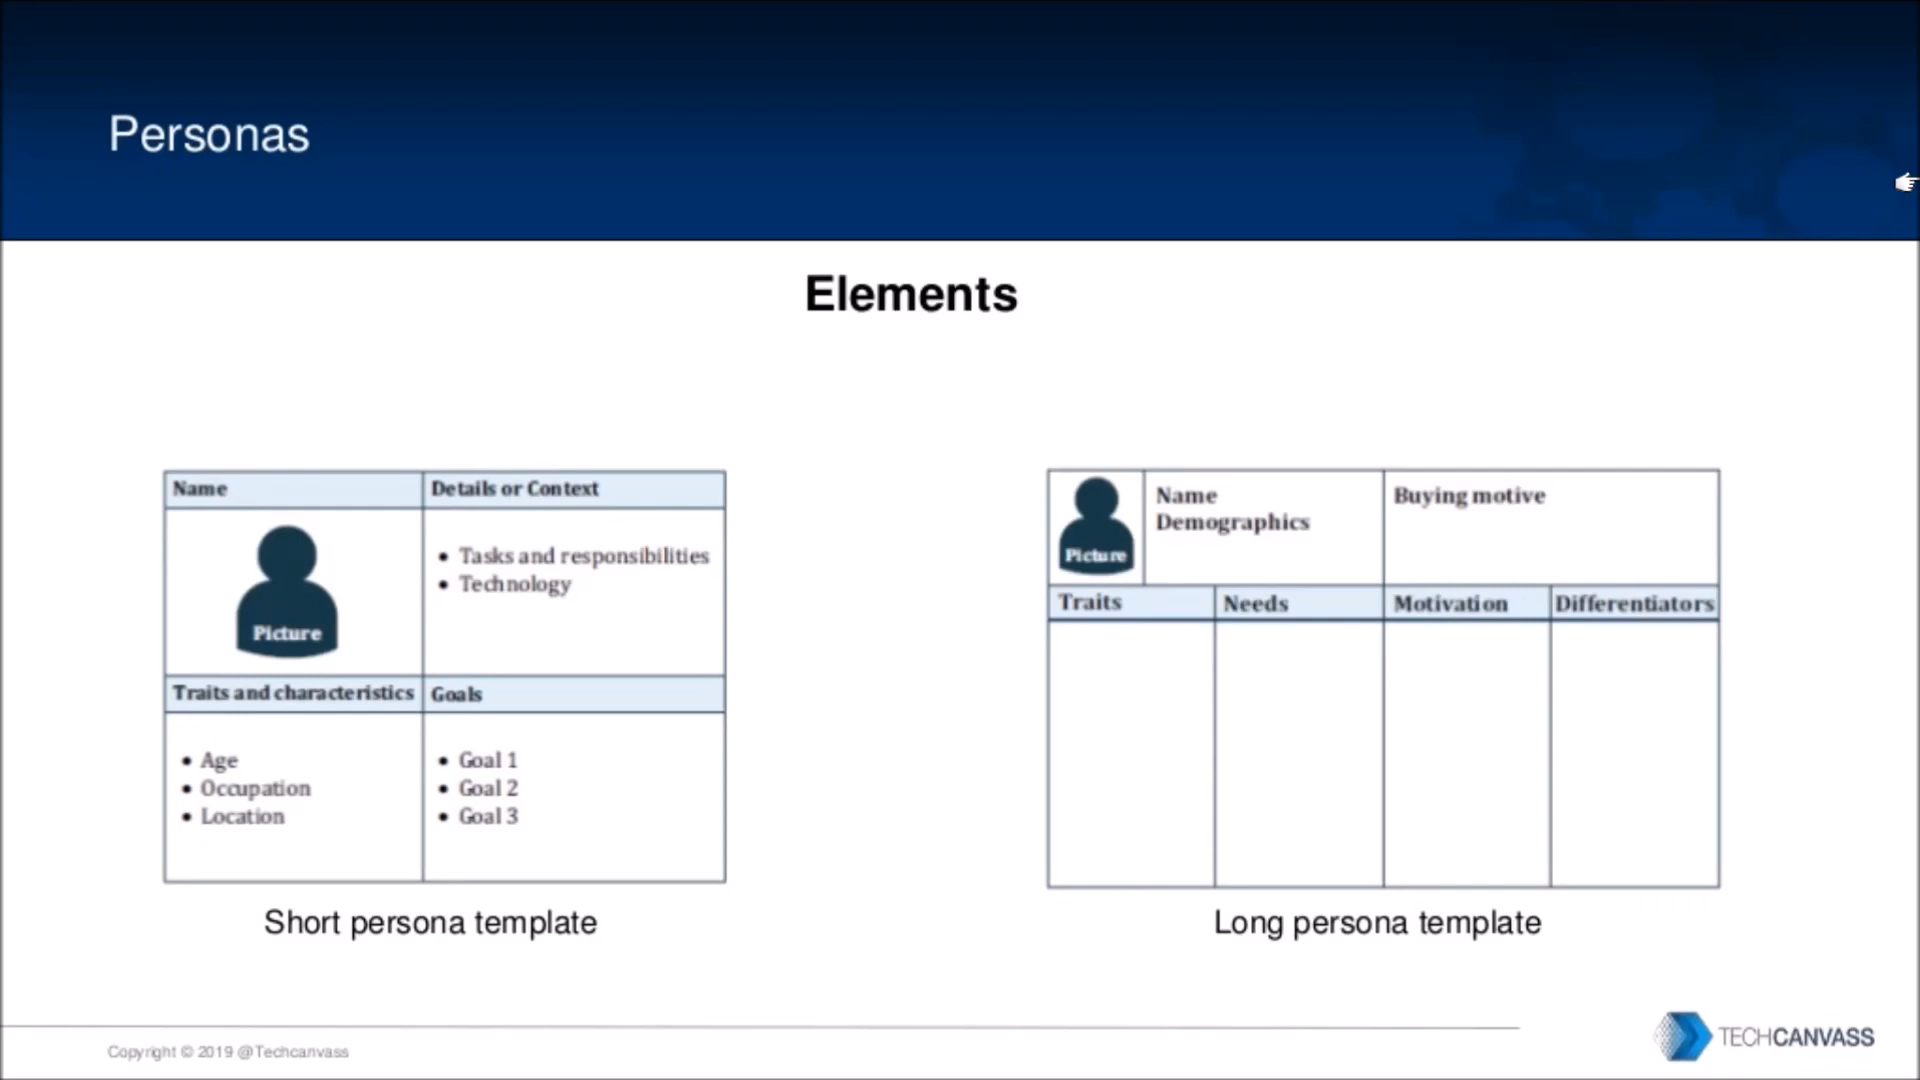 Personas
Elements
Name
Details or Context
Picture
• Tasks and responsibilities
• Technology
Traits and characteristics
Goals
• Age
• Occupation
• Location
• Goal 1
• Goal 2
• Goal 3
Short persona template
Picture
Name
Demographics
Buying motive
Traits
Needs
Motivation
Differentiators
Long persona template
Copyright © 2019 @Techcanvass
TECHCANVASS